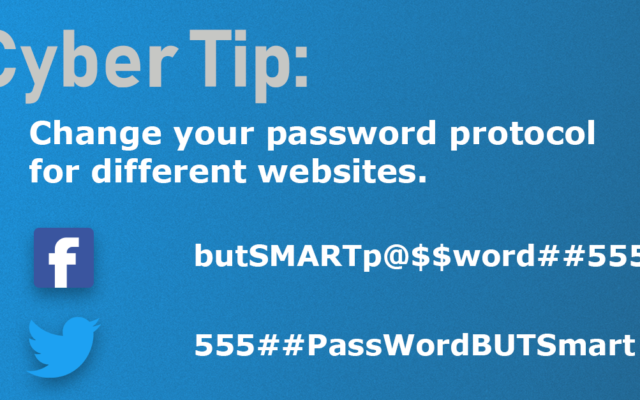 Cyber Tip:
Change your password protocol
for different websites.
f
butSMARTp@$$word##555
555##PassWordBUTSmart